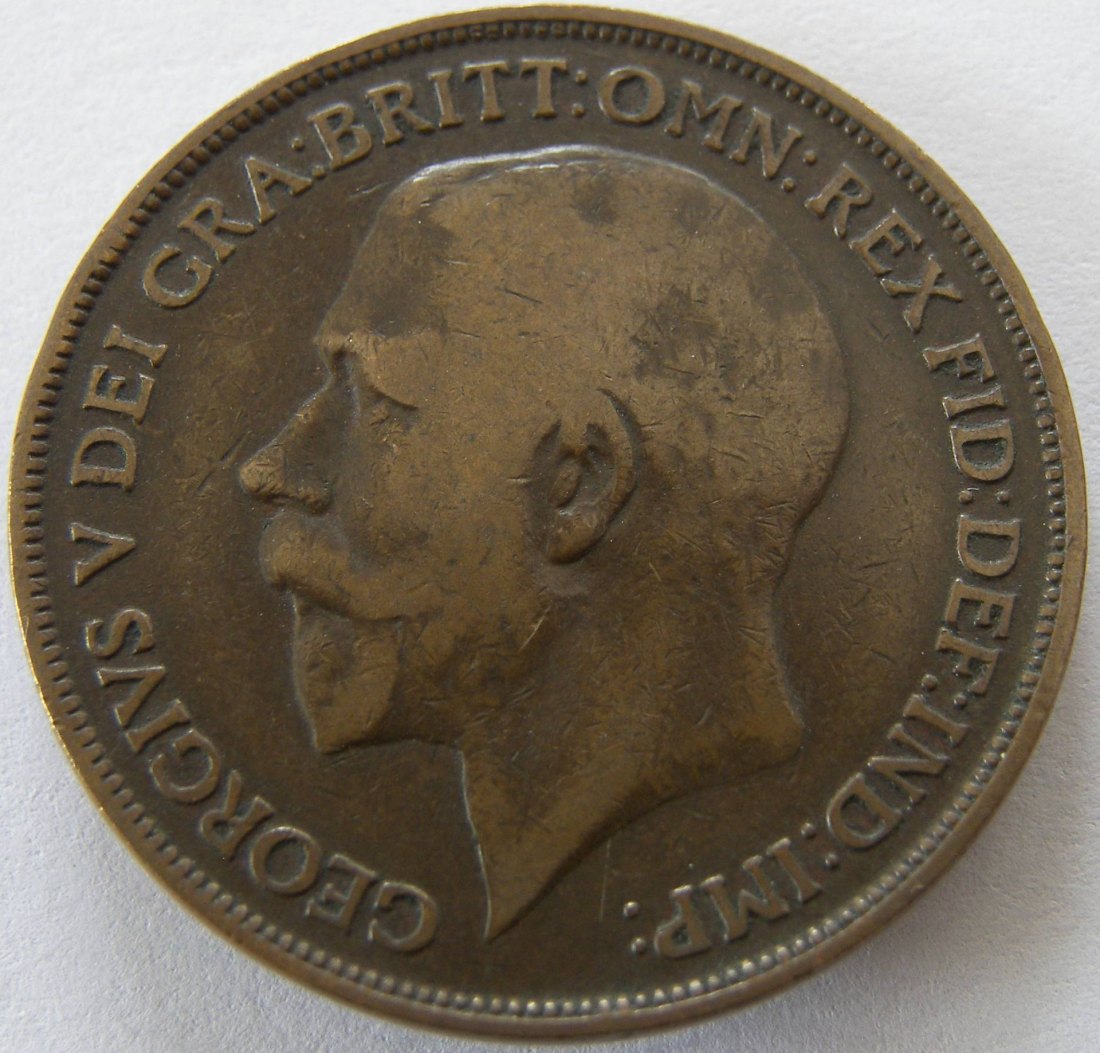 GEORGIVS V DEI GRA:BRITT:OMN:REX FID:DEF:IND:IMP: